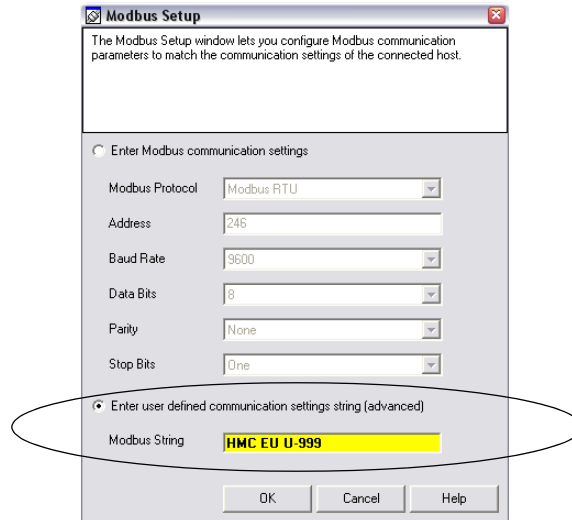 Modbus Setup
The Modbus Setup window lets you configure Modbus communication
parameters to match the communication settings of the connected host.
Enter Modbus communication settings
Modbus Protocol Modbus RTU
Address 246
Baud Rate 9600
Data Bits 8
Parity None
Stop Bits One
Enter user defined communication settings string (advanced)
Modbus String HMC EU U-999
OK Cancel Help